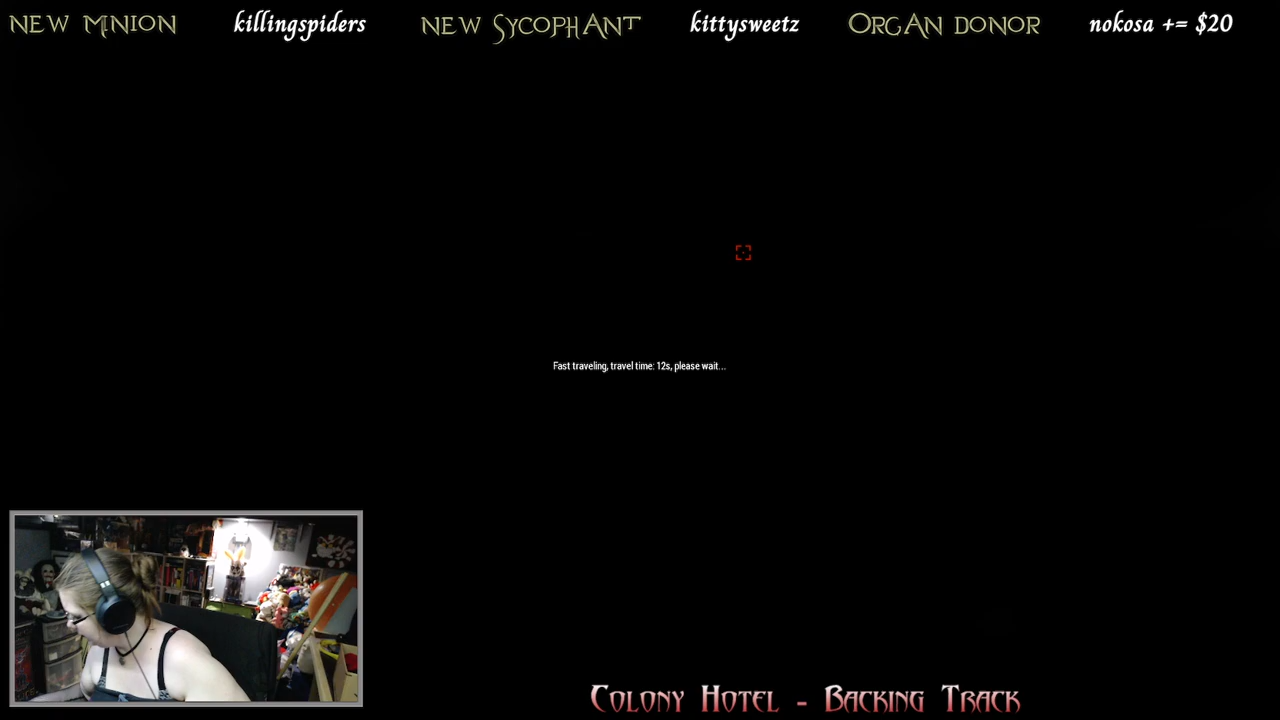 NEW MINION killingspiders NEW SYCOPHANT kittysweetz ORGAN DONOR nokosa += $20
Fast traveling, travel time: 12s, please wait...
COLONY HOTEL - BACKING TRACK